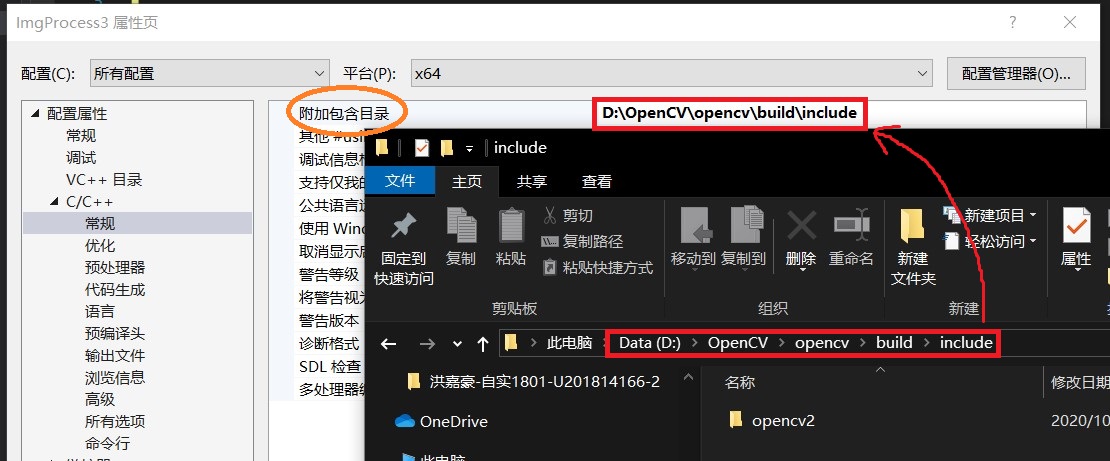 ImgProcess3 属性页
配置(C): 所有配置 平台(P): x64 配置管理器(O)...
配置属性
常规
调试
VC++ 目录
C/C++
常规
优化
预处理器
代码生成
语言
预编译头
输出文件
浏览信息
高级
所有选项
命令行
附加包含目录 D:\OpenCV\opencv\build\include
其他 #usi
调试信息
支持仅我的
公共语言
使用 Wind
取消显示
警告等级
将警告视
警告版本
诊断格式
SDL 检查
多处理器
include
文件 主页 共享 查看
固定到
快速访问
复制
粘贴
剪切
复制路径
粘贴快捷方式
剪贴板
移动到 复制到 删除 重命名
组织
新建
文件夹
新建项目
轻松访问
新建
属性
此电脑 Data (D:) OpenCV opencv build include
洪嘉豪-自实1801-U201814166-2
OneDrive
此电脑
名称 修改日期
opencv2 2020/10